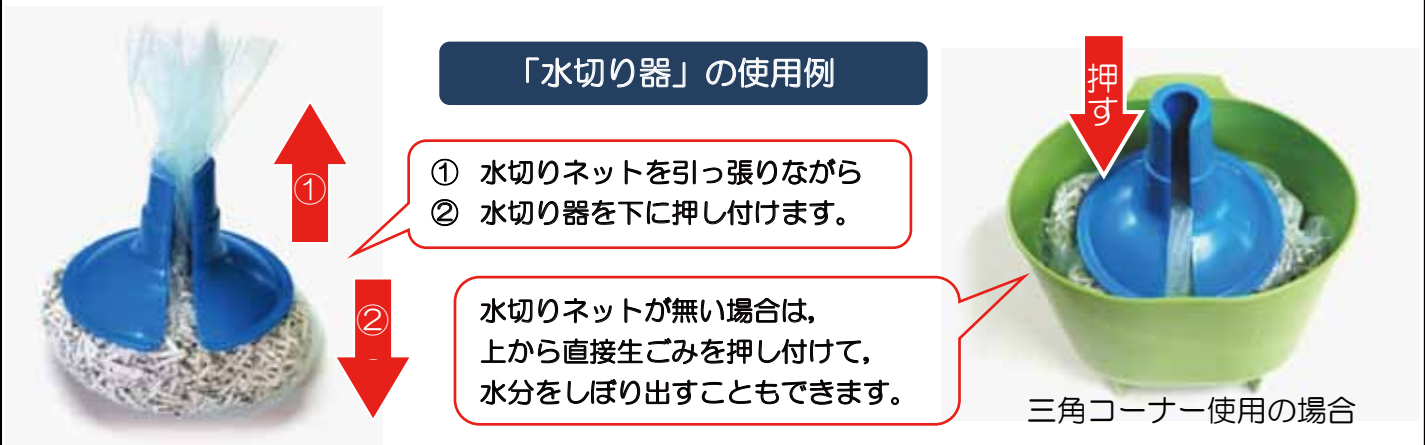 「水切り器」の使用例
①
② 
① 水切りネットを引っ張りながら
② 水切り器を下に押し付けます。
水切りネットが無い場合は,
上から直接生ごみを押し付けて,
水分をしぼり出すこともできます。
押す
三角コーナー使用の場合